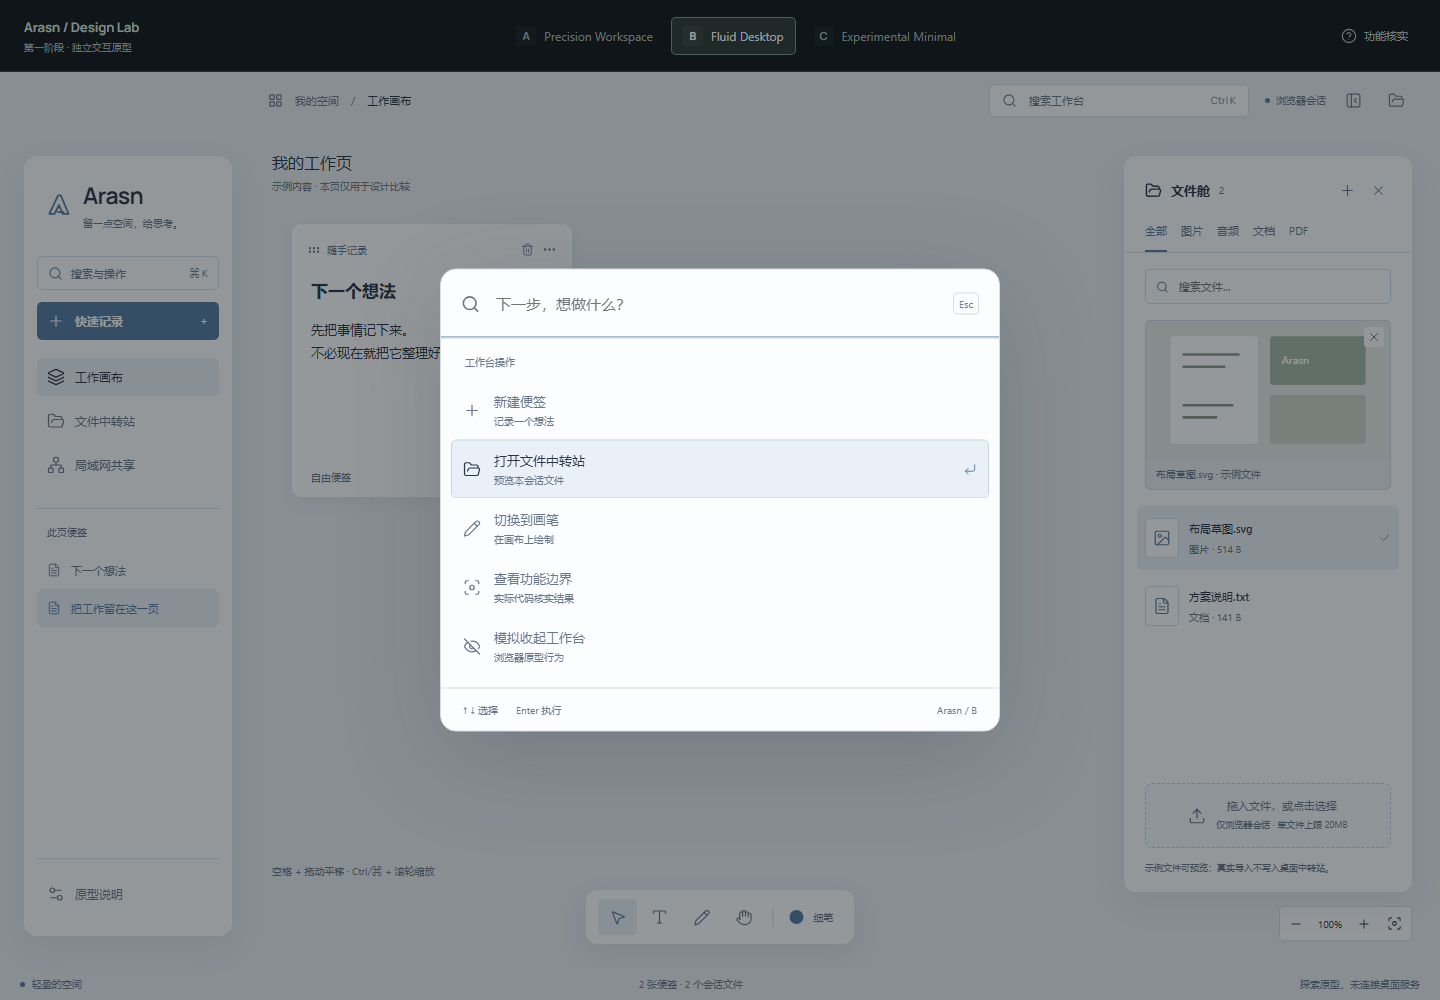 Arasn / Design Lab
第一阶段 · 独立交互原型
A Precision Workspace
B Fluid Desktop
C Experimental Minimal
功能核实
我的空间 / 工作画布
搜索工作台 Ctrl K
浏览器会话
Arasn
留一点空间，给思考。
搜索与操作 ⌘ K
快速记录 +
工作画布
文件中转站
局域网共享
此页便签
下一个想法
把工作留在这一页
原型说明
轻盈的空间
我的工作页
示例内容 · 本页仅用于设计比较
随手记录
下一个想法
先把事情记下来。
不必现在就把它整理好
自由便签
下一步，想做什么？
Esc
工作台操作
新建便签
记录一个想法
打开文件中转站
预览本会话文件
切换到画笔
在画布上绘制
查看功能边界
实际代码核实结果
模拟收起工作台
浏览器原型行为
↑↓ 选择 Enter 执行
Arasn / B
空格 + 拖动平移 · Ctrl/⌘ + 滚轮缩放
细笔
2 张便签 · 2 个会话文件
文件舱 2
全部 图片 音频 文档 PDF
搜索文件...
Arasn
布局草图.svg · 示例文件
布局草图.svg
图片 · 514 B
方案说明.txt
文档 · 141 B
拖入文件，或点击选择
仅浏览器会话 · 单文件上限 20MB
示例文件可预览；真实导入不写入桌面中转站。
100%
探索原型，未连接桌面服务